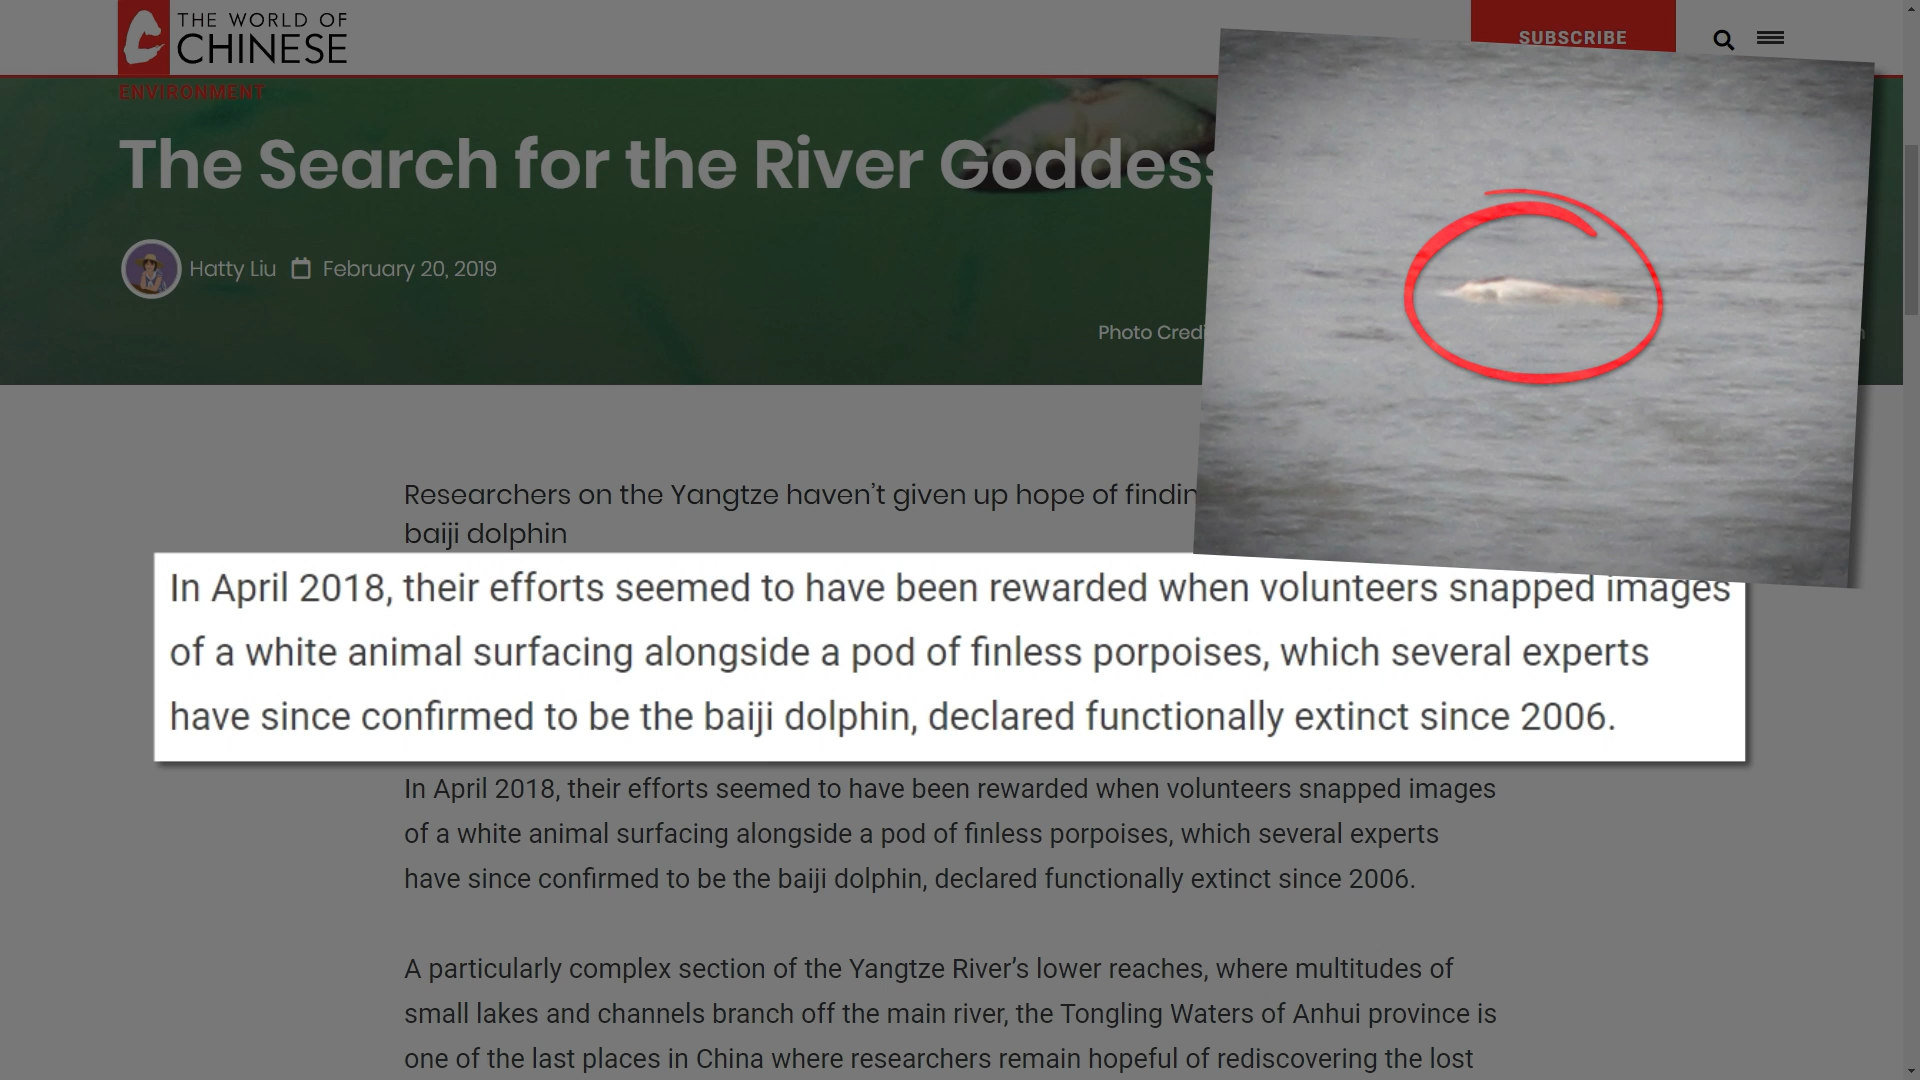 THE WORLD OF
CHINESE
SUBSCRIBE
ENVIRONMENT
The Search for the River Goddess
Hatty Liu
February 20, 2019
Photo
Researchers on the Yangtze haven't given up hope of
baiji dolphin
In April 2018, their efforts seemed to have been rewarded when volunteers snapped images
of a white animal surfacing alongside a pod of finless porpoises, which several experts
have since confirmed to be the baiji dolphin, declared functionally extinct since 2006.
In April 2018, their efforts seemed to have been rewarded when volunteers snapped images
of a white animal surfacing alongside a pod of finless porpoises, which several experts
have since confirmed to be the baiji dolphin, declared functionally extinct since 2006.
A particularly complex section of the Yangtze River’s lower reaches, where multitudes of
small lakes and channels branch off the main river, the Tongling Waters of Anhui province is
one of the last places in China where researchers remain hopeful of rediscovering the lost